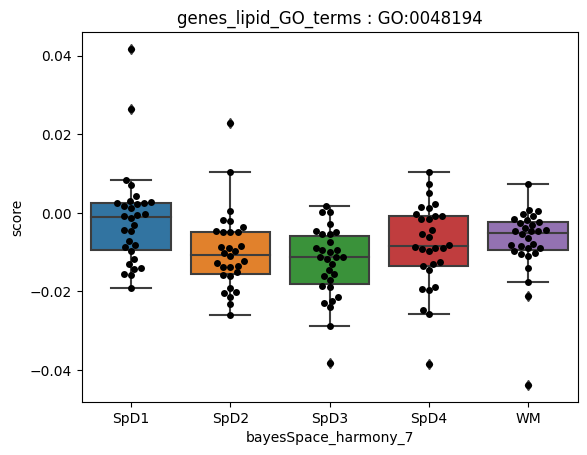 genes_lipid_GO_terms : GO:0048194
0.04
0.02
0.00
−0.02
−0.04
score
SpD1 SpD2 SpD3 SpD4 WM
bayesSpace_harmony_7